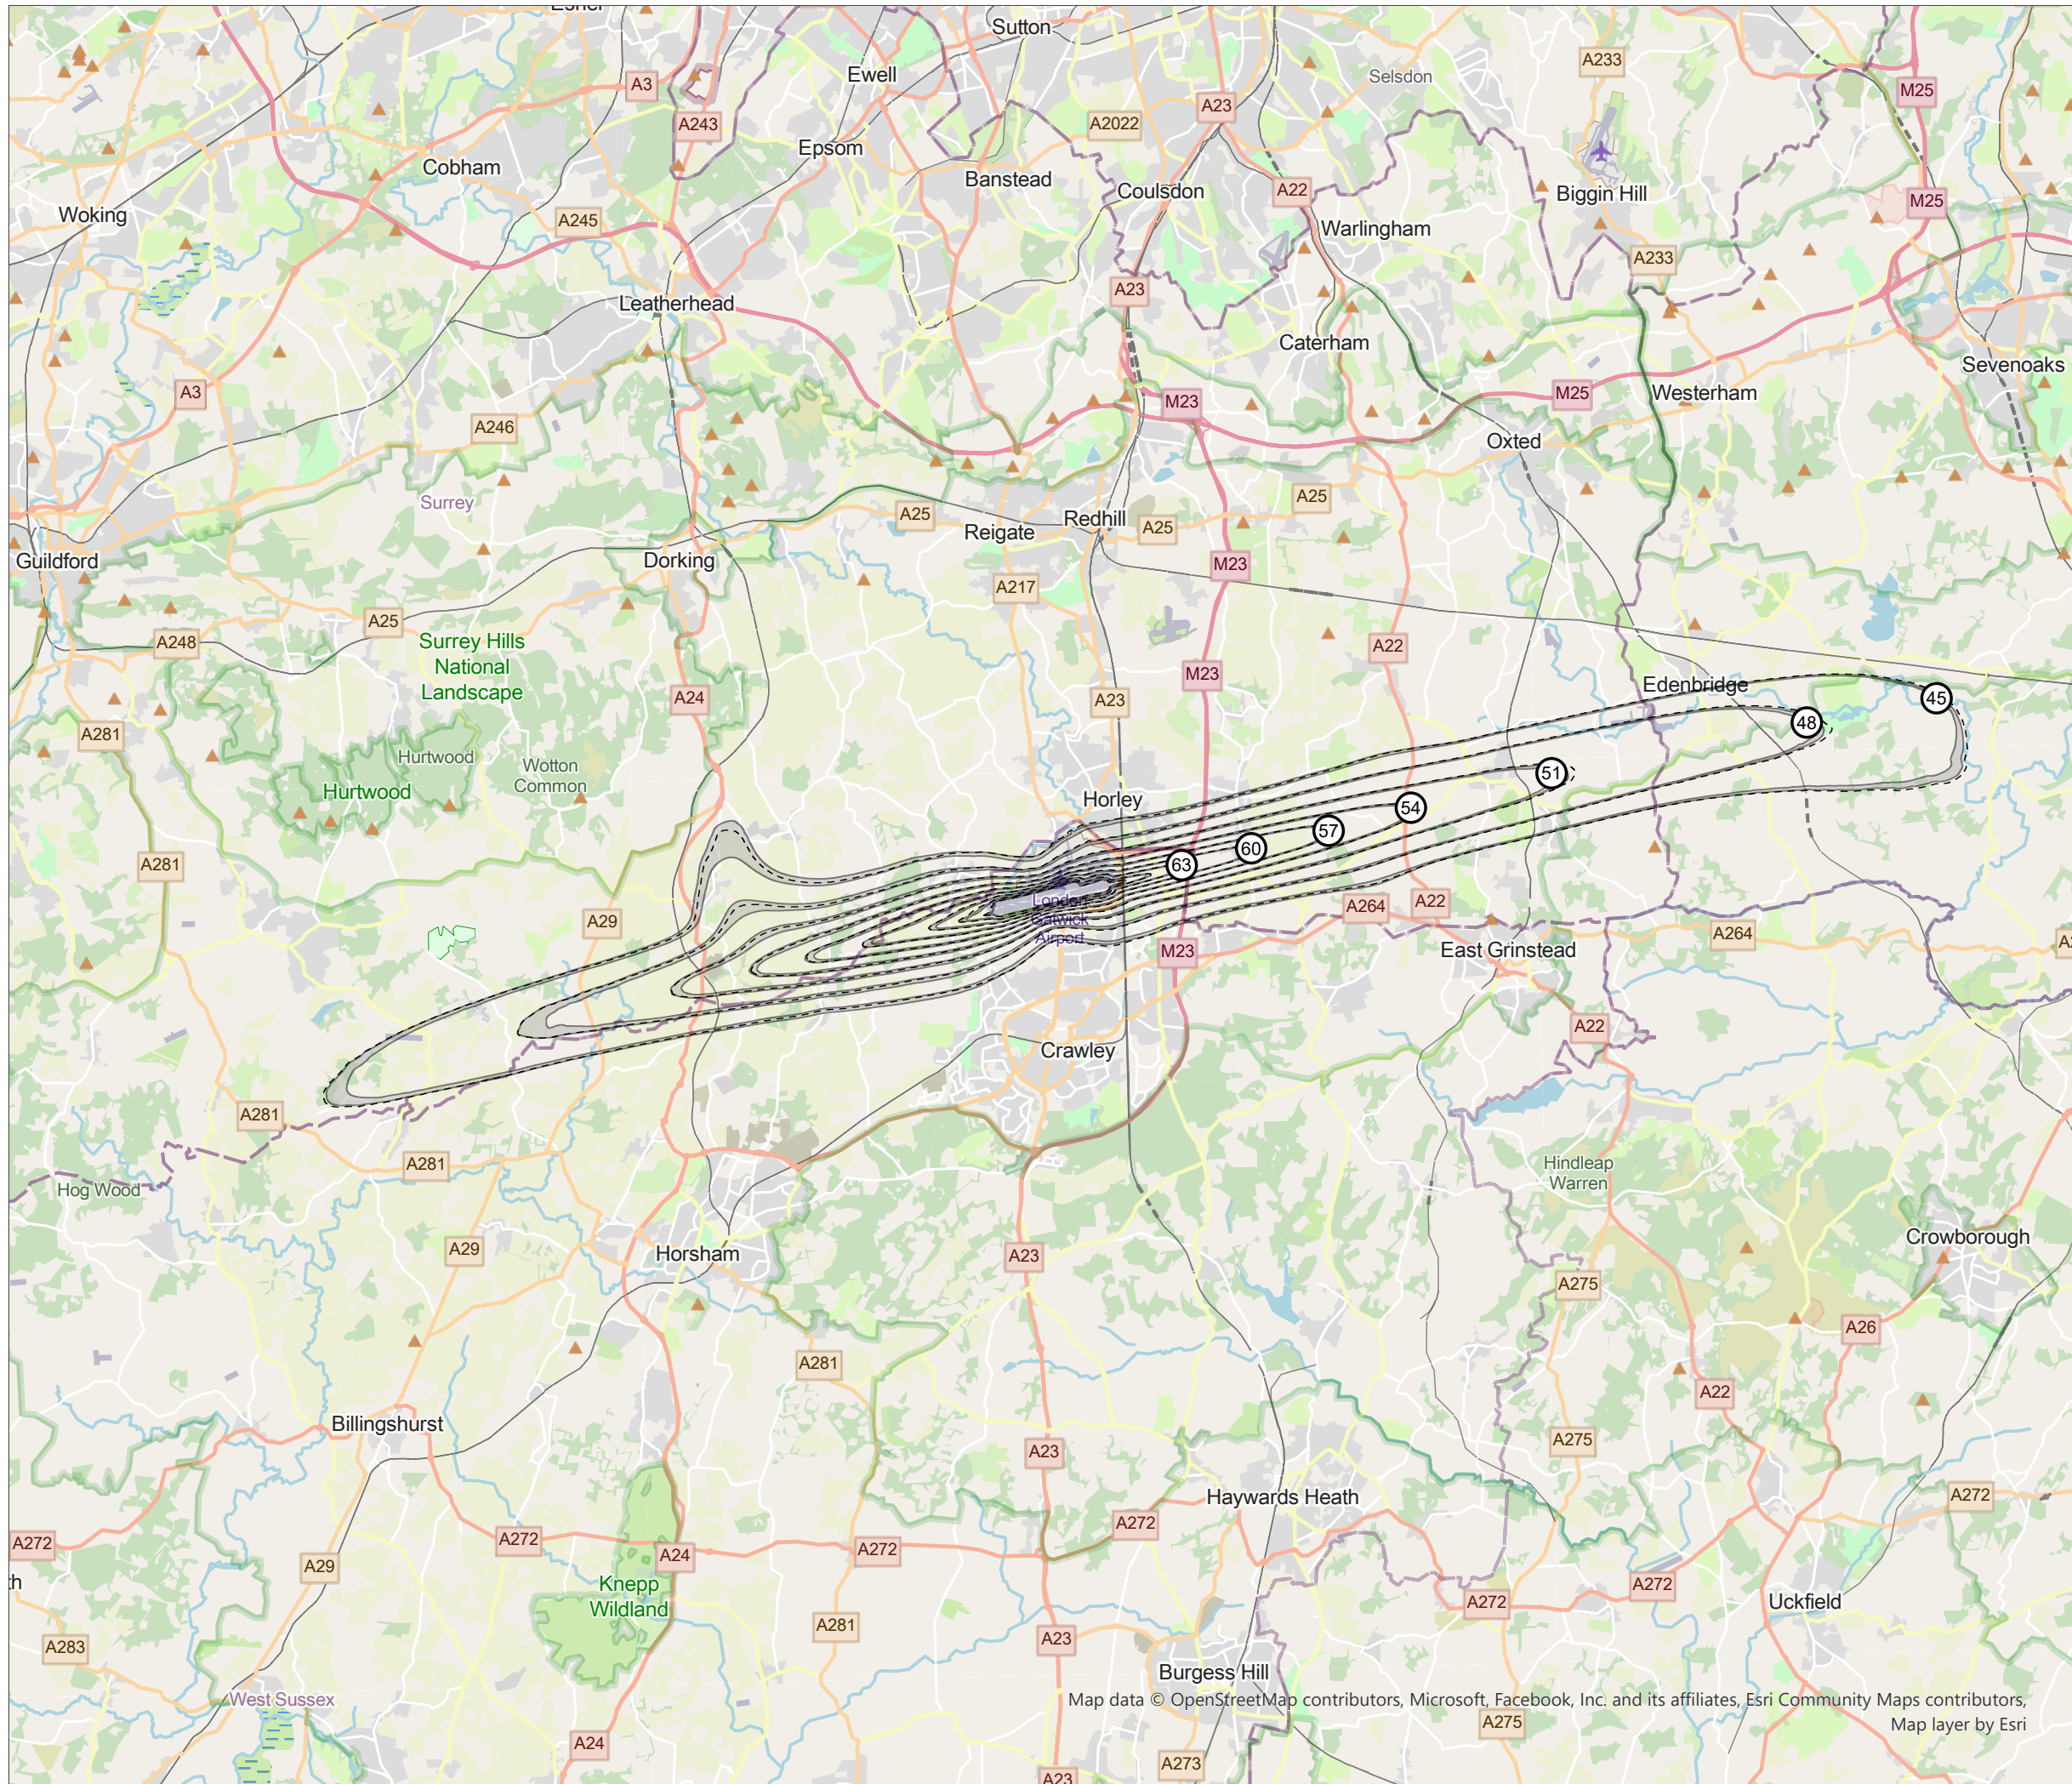 Sutton
Ewell
Selsdon
A233
A3
M25
A23
A243
A2022
Epsom
Cobham
Banstead
Coulsdon
A22
Biggin Hill
M25
Woking
A245
Warlingham
A233
A23
Leatherhead
Caterham
Sevenoaks
A3
M23
M25
Westerham
A246
Oxted
Surrey
A25
A25
Redhill
A25
Reigate
Guildford
Dorking
M23
A217
A25
A248
Surrey Hills
National
Landscape
A22
M23
Edenbridge
A24
A23
45
48
A281
Hurtwood
Wotton
Common
51
Hurtwood
Horley
54
57
60
63
A281
London
Gatwick
Airport
A29
A264
A22
A264
M23
East Grinstead
A22
Crawley
A281
A281
Hindleap
Warren
Hog Wood
A29
Horsham
A23
Crowborough
A275
A26
A281
A22
Billingshurst
A23
A275
Haywards Heath
A272
A272
A272
A272
A272
A24
A29
Knepp
Wildland
A272
A272
Uckfield
A283
A281
A23
Burgess Hill
West Sussex
Map data © OpenStreetMap contributors, Microsoft, Facebook, Inc. and its affiliates, Esri Community Maps contributors,
Map layer by Esri
A275
A24
A273
A23